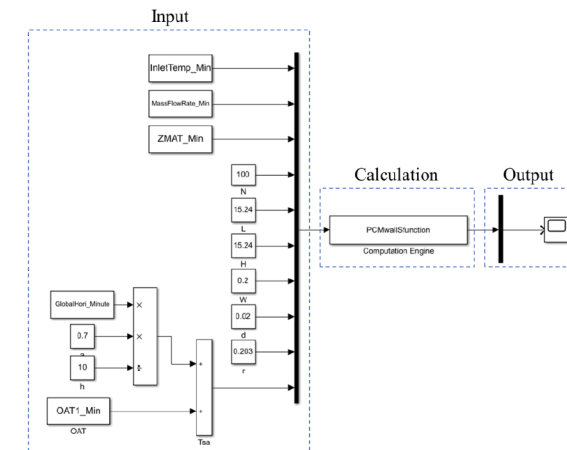 Input
InletTemp_Min
MassFlowRate_Min
ZMAT_Min
100
N
15.24
L
15.24
H
0.2
W
0.02
d
0.203
r
GlobalHori_Minute
×
0.7
×
10
÷
h
+
OAT1_Min
+
OAT
Tsa
Calculation
PCMwallSfunction
Computation Engine
Output